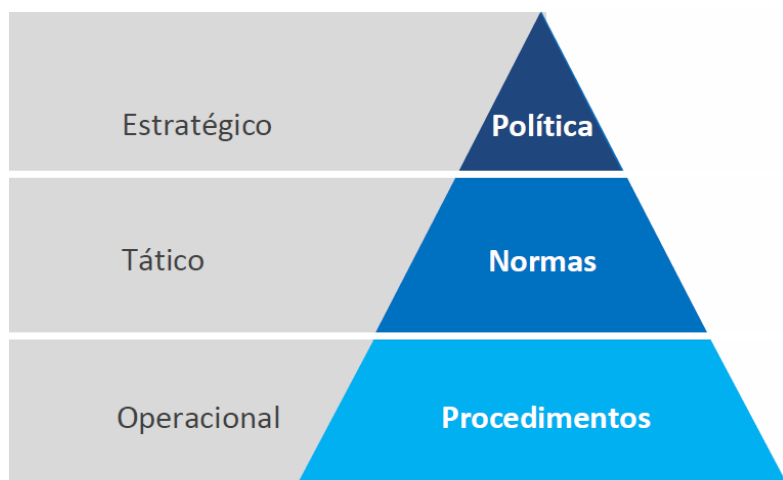 Estratégico
Política
Tático
Normas
Operacional
Procedimentos